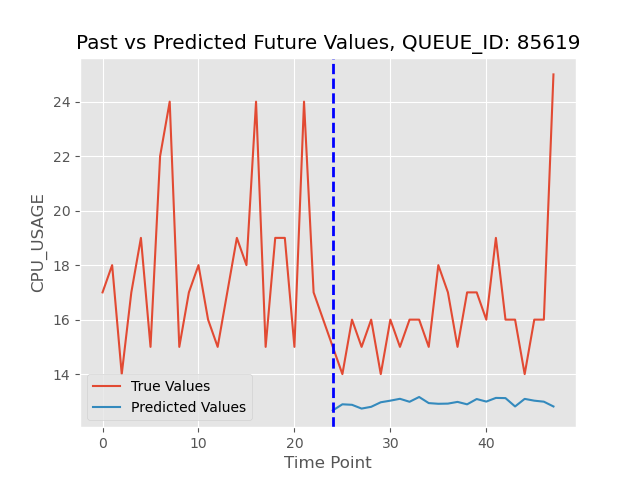 Past vs Predicted Future Values, QUEUE_ID: 85619
24
22
20
18
16
14
CPU_USAGE
True Values
Predicted Values
0 10 20 30 40
Time Point